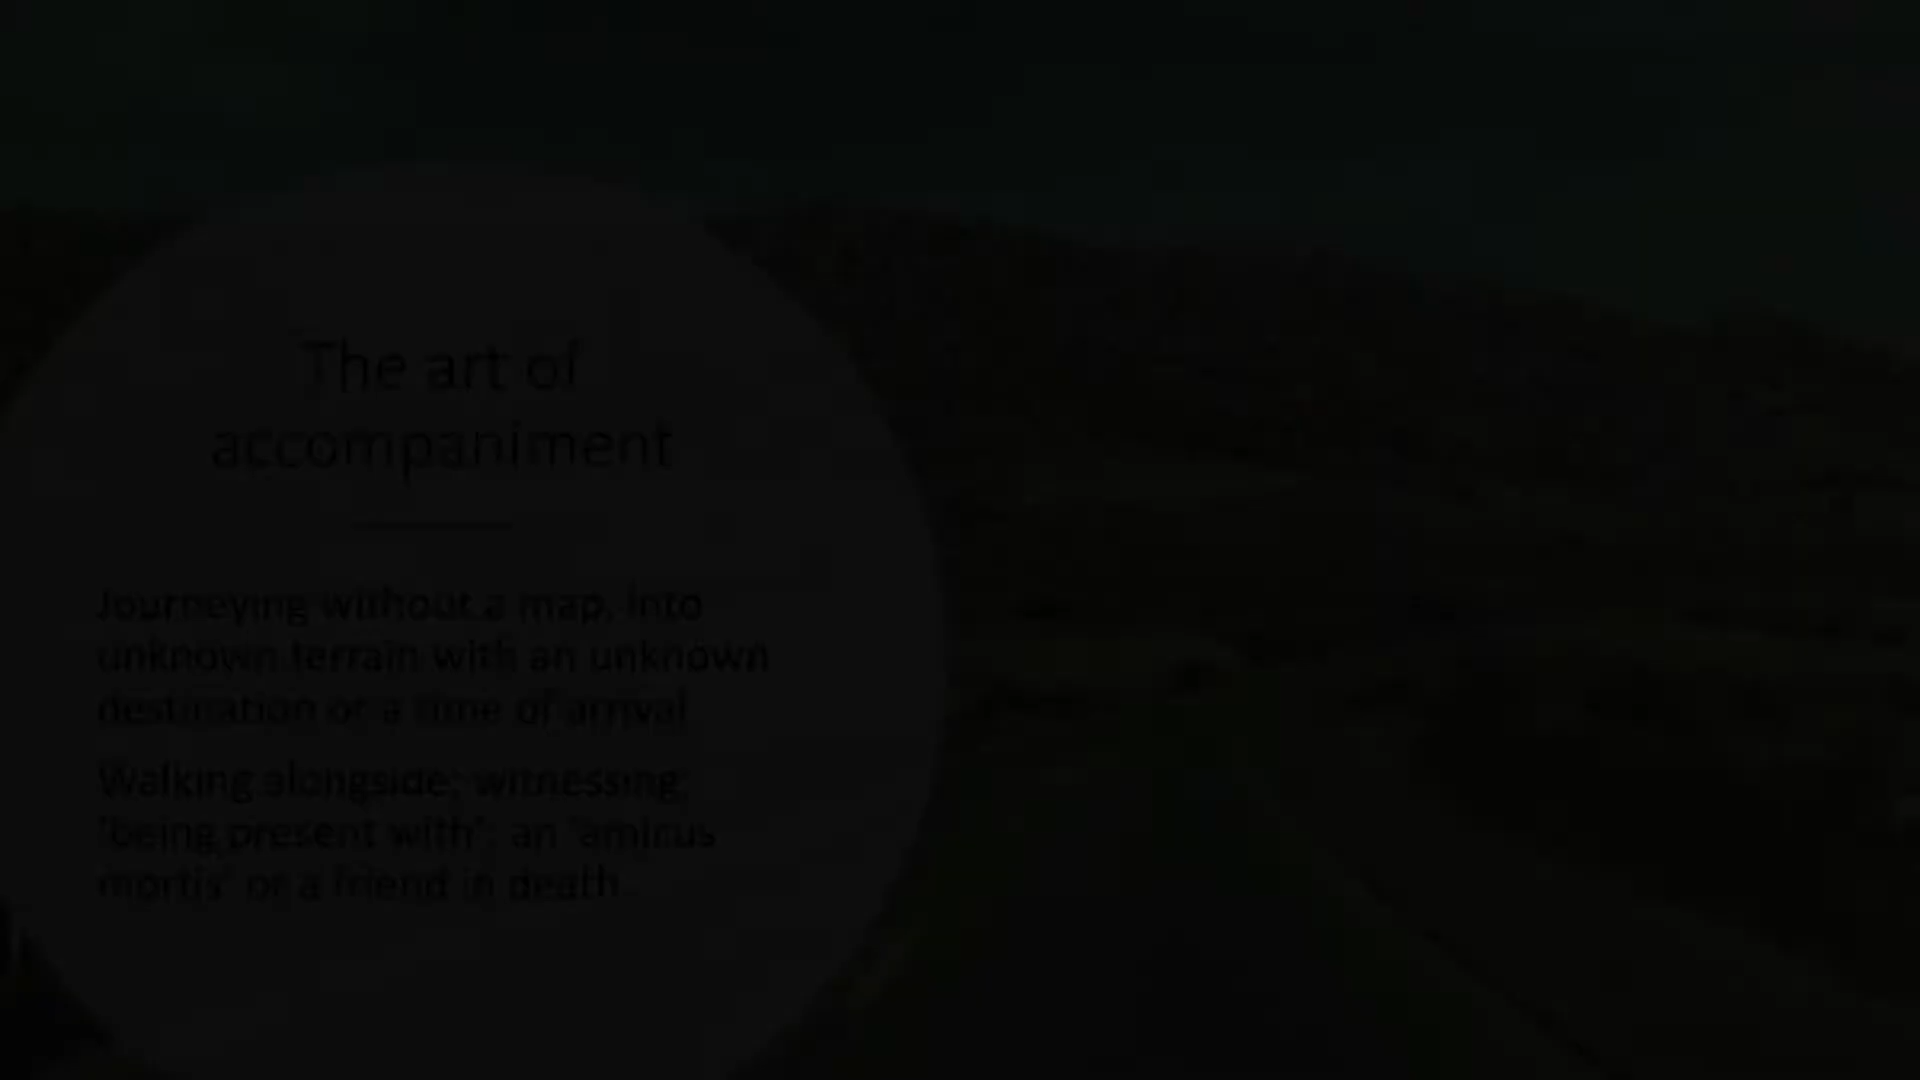 The art of
accompaniment
Journeying without a map, into
unknown terrain with an unknown
destination or a time of arrival
Walking alongside; witnessing;
'being present with'; an 'amicus
mortis' or a friend in death